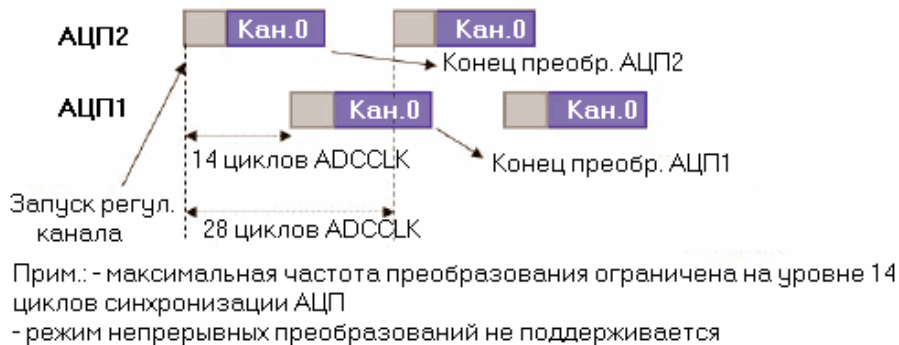 АЦП2 Кан.0 Кан.0
Конец преобр. АЦП2
АЦП1 Кан.0 Кан.0
14 циклов ADCCLK
Конец преобр. АЦП1
Запуск регул.
канала
28 циклов ADCCLK
Прим.: - максимальная частота преобразования ограничена на уровне 14
циклов синхронизации АЦП
- режим непрерывных преобразований не поддерживается